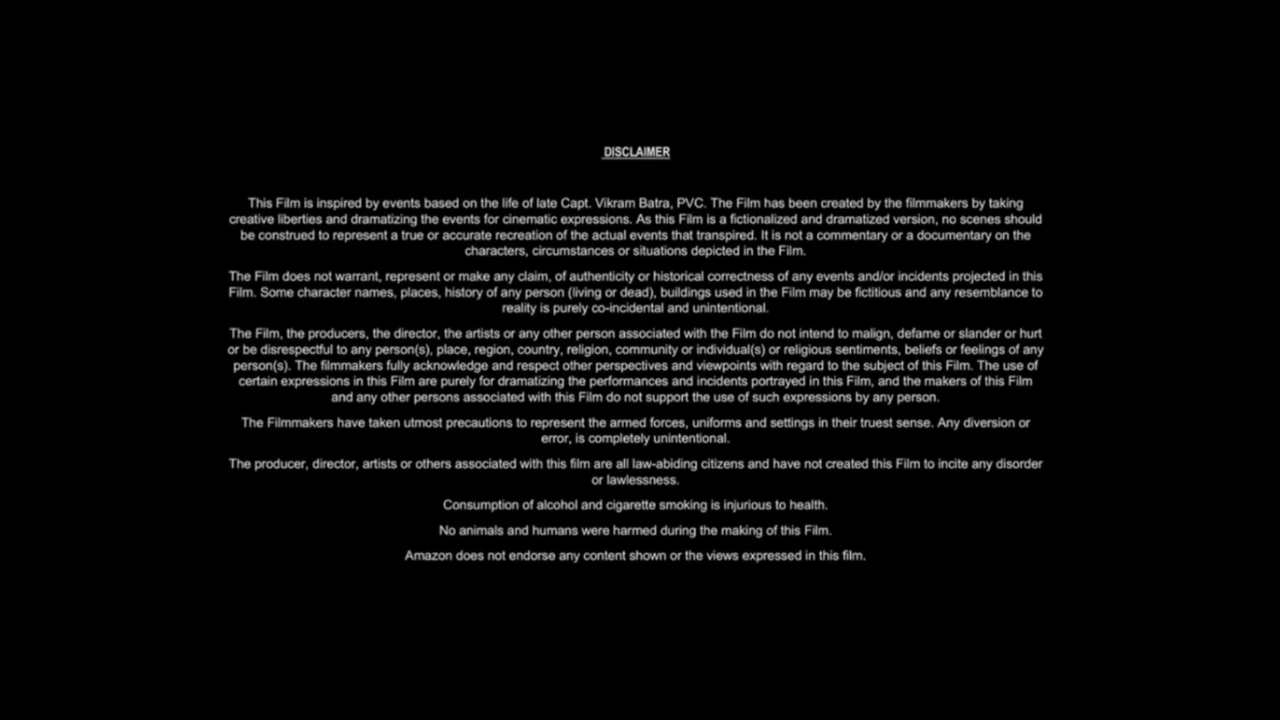 DISCLAIMER
This Film is inspired by events based on the life of late Capt. Vikram Batra, PVC. The Film has been created by the filmmakers by taking
creative liberties and dramatizing the events for cinematic expressions. As this Film is a fictionalized and dramatized version, no scenes should
be construed to represent a true or accurate recreation of the actual events that transpired. It is not a commentary or a documentary on the
characters, circumstances or situations depicted in the Film.
The Film does not warrant, represent or make any claim, of authenticity or historical correctness of any events and/or incidents projected in this
Film. Some character names, places, history of any person (living or dead), buildings used in the Film may be fictitious and any resemblance to
reality is purely co-incidental and unintentional.
The Film, the producers, the director, the artists or any other person associated with the Film do not intend to malign, defame or slander or hurt
or be disrespectful to any person(s), place, region, country, religion, community or individual(s) or religious sentiments, beliefs or feelings of any
person(s). The filmmakers fully acknowledge and respect other perspectives and viewpoints with regard to the subject of this Film. The use of
certain expressions in this Film are purely for dramatizing the performances and incidents portrayed in this Film, and the makers of this Film
and any other persons associated with this Film do not support the use of such expressions by any person.
The Filmmakers have taken utmost precautions to represent the armed forces, uniforms and settings in their truest sense. Any diversion or
error, is completely unintentional.
The producer, director, artists or others associated with this film are all law-abiding citizens and have not created this Film to incite any disorder
or lawlessness.
Consumption of alcohol and cigarette smoking is injurious to health.
No animals and humans were harmed during the making of this Film.
Amazon does not endorse any content shown or the views expressed in this film.